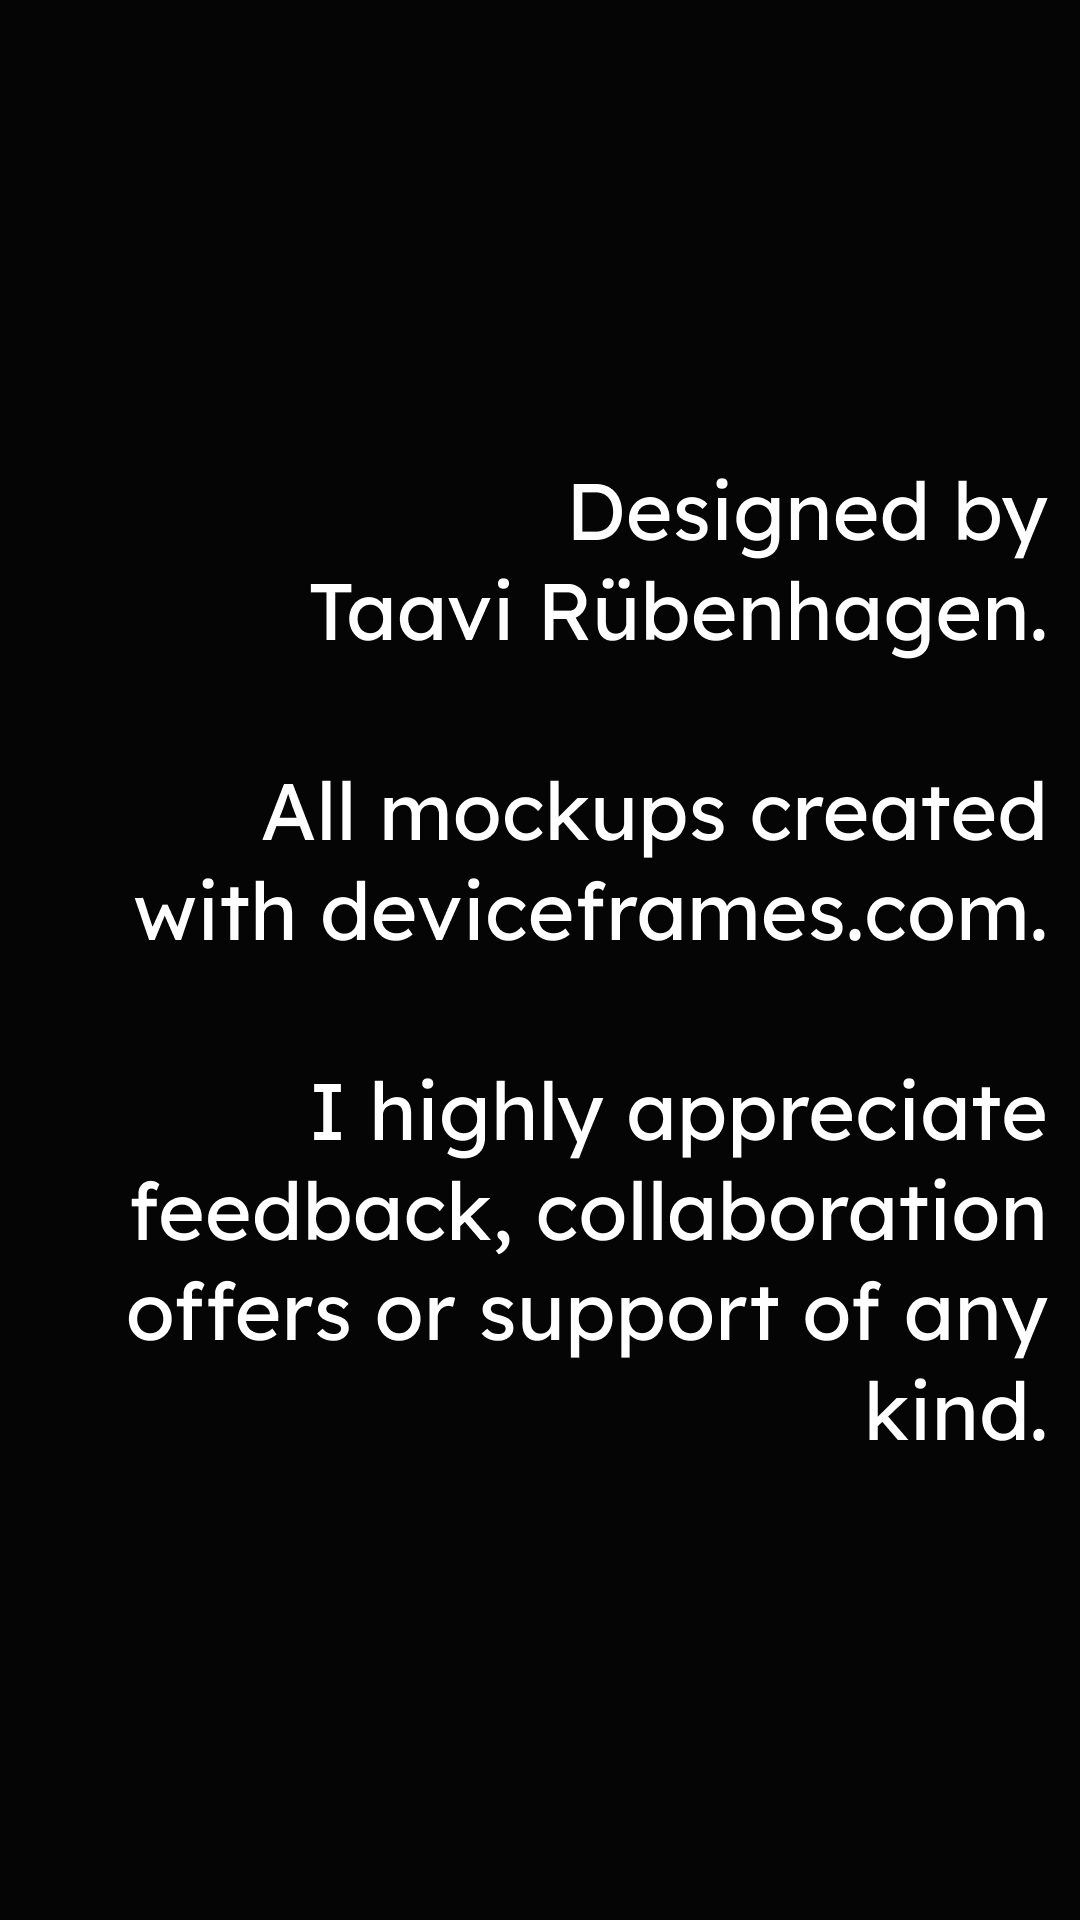 Designed by
Taavi Rübenhagen.
All mockups created
with deviceframes.com.
I highly appreciate
feedback, collaboration
offers or support of any
kind.